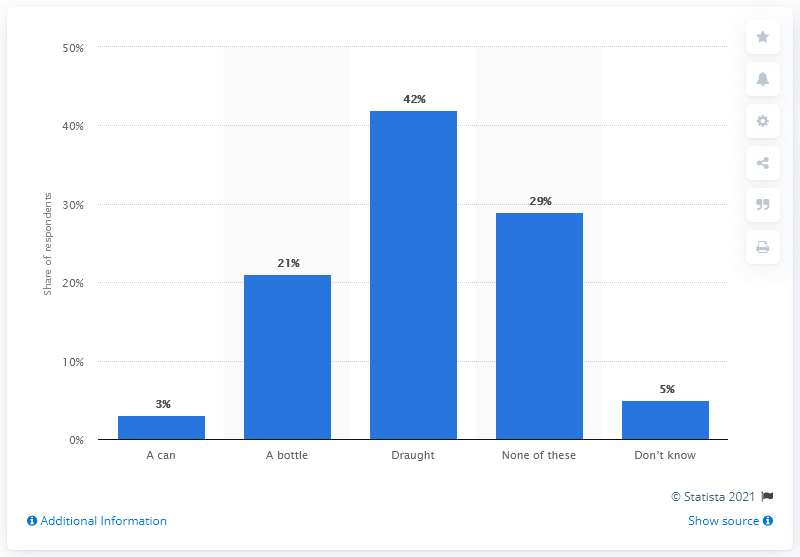 50%
40%
30%
20%
10%
0%
Share of respondents
3%
21%
42%
29%
5%
A can
A bottle
Draught
None of these
Don't know
© Statista 2021
Additional Information
Show source